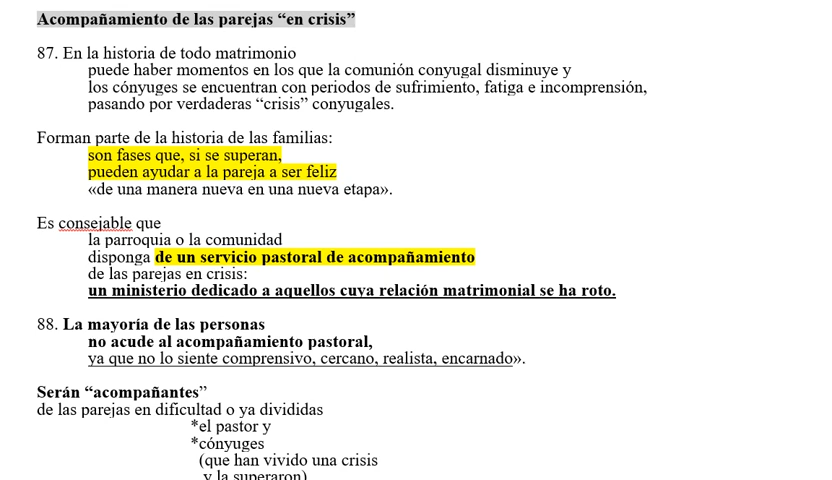 Acompañamiento de las parejas “en crisis”
87. En la historia de todo matrimonio
puede haber momentos en los que la comunión conyugal disminuye y
los cónyuges se encuentran con periodos de sufrimiento, fatiga e incomprensión,
pasando por verdaderas “crisis” conyugales.
Forman parte de la historia de las familias:
son fases que, si se superan,
pueden ayudar a la pareja a ser feliz
«de una manera nueva en una nueva etapa».
Es consejable que
la parroquia o la comunidad
disponga de un servicio pastoral de acompañamiento
de las parejas en crisis:
un ministerio dedicado a aquellos cuya relación matrimonial se ha roto.
88. La mayoría de las personas
no acude al acompañamiento pastoral,
ya que no lo siente comprensivo, cercano, realista, encarnado».
Serán “acompañantes”
de las parejas en dificultad o ya divididas
*el pastor y
*cónyuges
(que han vivido una crisis
y la superaron)